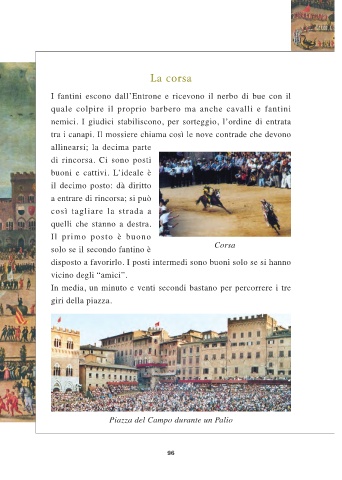 La corsa
I fantini escono dall'Entrone e ricevono il nerbo di bue con il
quale colpire il proprio barbero ma anche cavalli e fantini
nemici. I giudici stabiliscono, per sorteggio, l'ordine di entrata
tra i canapi. Il mossiere chiama così le nove contrade che devono
allinearsi; la decima parte
di rincorsa. Ci sono posti
buoni e cattivi. L'ideale è
il decimo posto: dà diritto
a entrare di rincorsa; si può
così tagliare la strada a
quelli che stanno a destra.
Il primo posto è buono
solo se il secondo fantino è
Corsa
disposto a favorirlo. I posti intermedi sono buoni solo se si hanno
vicino degli "amici".
In media, un minuto e venti secondi bastano per percorrere i tre
giri della piazza.
Piazza del Campo durante un Palio
96